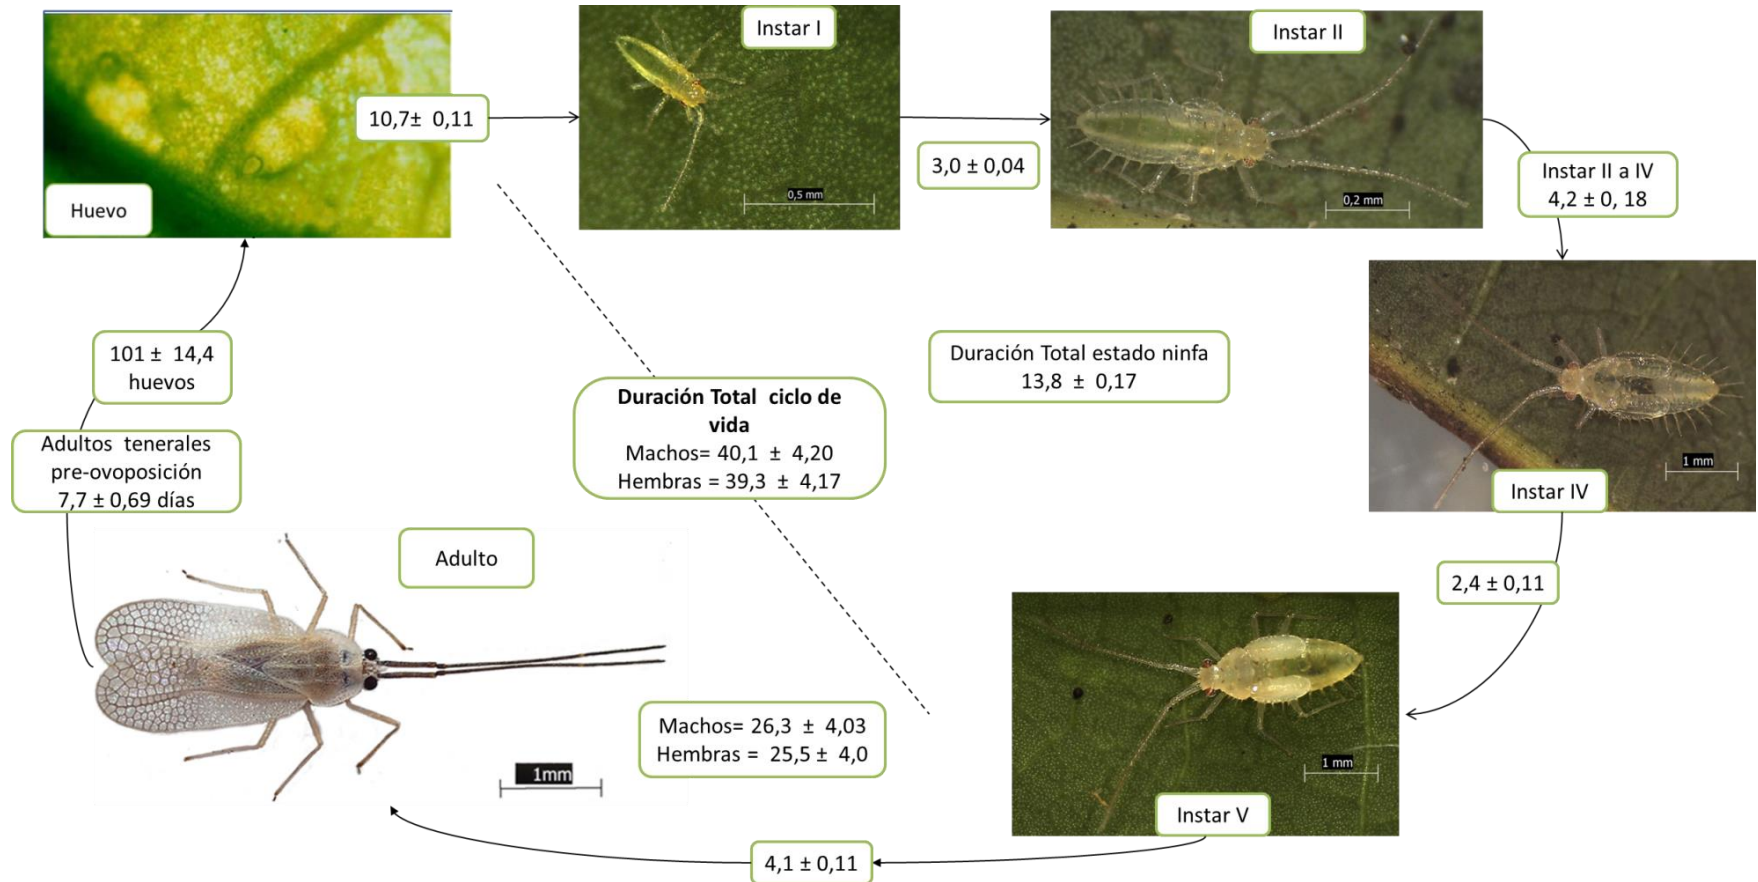 Huevo
10,7± 0,11
Instar I
0,5 mm
3,0 ± 0,04
Instar II
0,2 mm
Instar II a IV
4,2 ± 0, 18
1 mm
Instar IV
2,4 ± 0,11
1 mm
Instar V
4,1 ± 0,11
Adulto
1mm
Machos= 26,3 ± 4,03
Hembras = 25,5 ± 4,0
Adultos tenerales
pre-ovoposición
7,7 ± 0,69 días
101 ± 14,4
huevos
Duración Total ciclo de
vida
Machos= 40,1 ± 4,20
Hembras = 39,3 ± 4,17
Duración Total estado ninfa
13,8 ± 0,17